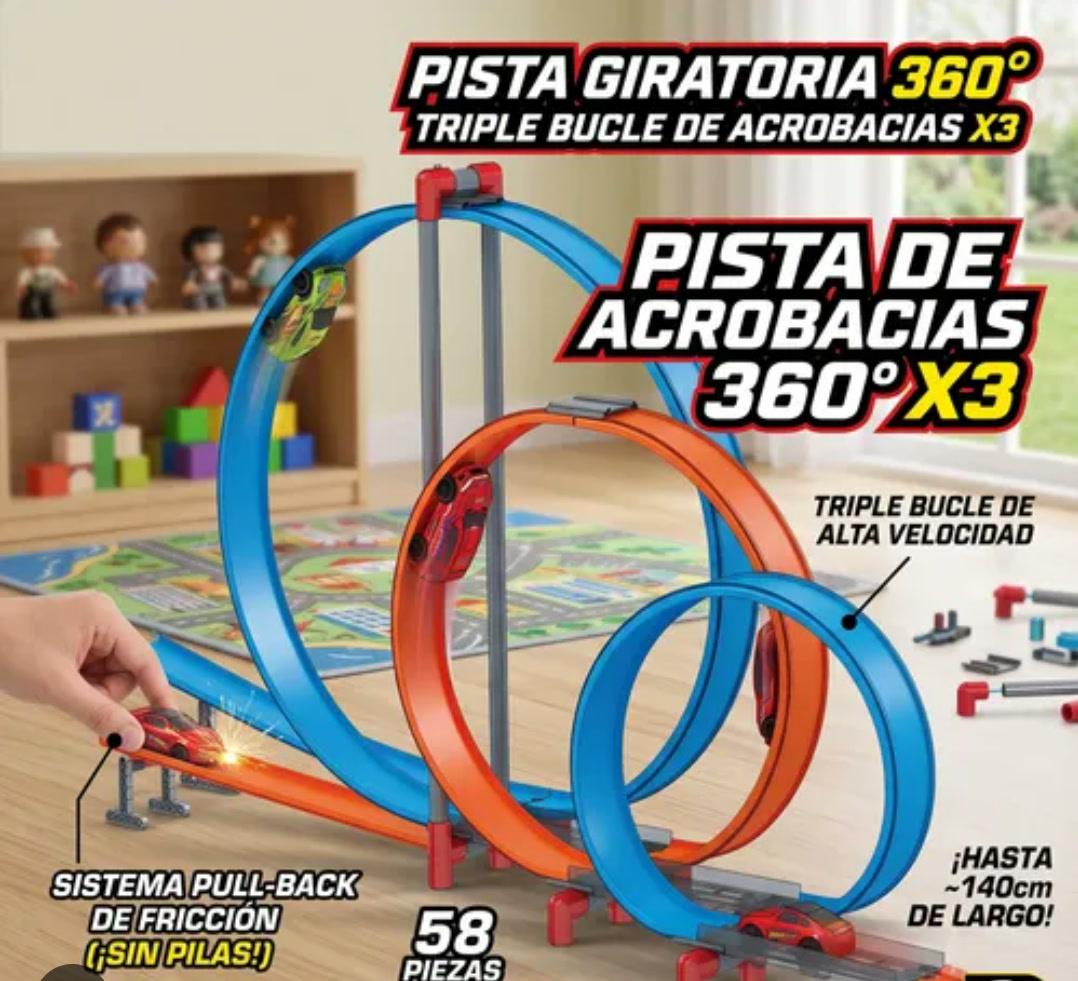 PISTA GIRATORIA 360°
TRIPLE BUCLE DE ACROBACIAS X3
PISTA DE
ACROBACIAS
360° X3
TRIPLE BUCLE DE
ALTA VELOCIDAD
SISTEMA PULL-BACK
DE FRICCIÓN
(¡SIN PILAS!)
58
PIEZAS
¡HASTA
~140cm
DE LARGO!